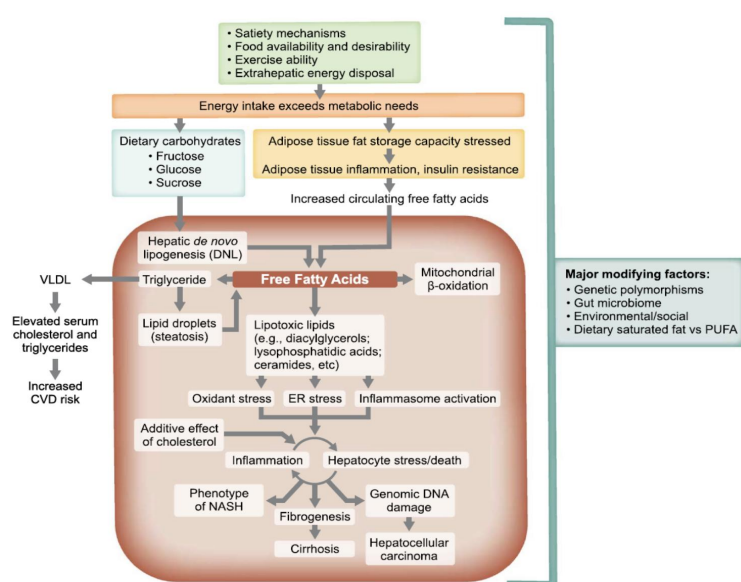 • Satiety mechanisms
• Food availability and desirability
• Exercise ability
• Extrahepatic energy disposal
Energy intake exceeds metabolic needs
Dietary carbohydrates
• Fructose
• Glucose
• Sucrose
Adipose tissue fat storage capacity stressed
Adipose tissue inflammation, insulin resistance
Increased circulating free fatty acids
Hepatic de novo
lipogenesis (DNL)
VLDL
Triglyceride
Free Fatty Acids
Mitochondrial
β-oxidation
Elevated serum
cholesterol and
triglycerides
Increased
CVD risk
Lipid droplets
(steatosis)
Lipotoxic lipids
(e.g., diacylglycerols;
lysophosphatidic acids;
ceramides, etc)
Oxidant stress
ER stress
Inflammasome activation
Additive effect
of cholesterol
Inflammation
Hepatocyte stress/death
Phenotype
of NASH
Fibrogenesis
Cirrhosis
Genomic DNA
damage
Hepatocellular
carcinoma
Major modifying factors:
• Genetic polymorphisms
• Gut microbiome
• Environmental/social
• Dietary saturated fat vs PUFA